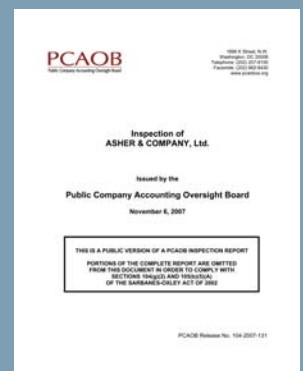 PCAOB
Public Company Accounting Oversight Board
1666 K Street, N.W.
Washington, DC 20006
Telephone: (202) 207-9100
Facsimile: (202) 862-8430
www.pcaobus.org
Inspection of
ASHER & COMPANY, Ltd.
Issued by the
Public Company Accounting Oversight Board
November 6, 2007
THIS IS A PUBLIC VERSION OF A PCAOB INSPECTION REPORT
PORTIONS OF THE COMPLETE REPORT ARE OMITTED
FROM THIS DOCUMENT IN ORDER TO COMPLY WITH
SECTIONS 104(g)(2) AND 105(b)(5)(A)
OF THE SARBANES-OXLEY ACT OF 2002
PCAOB Release No. 104-2007-131